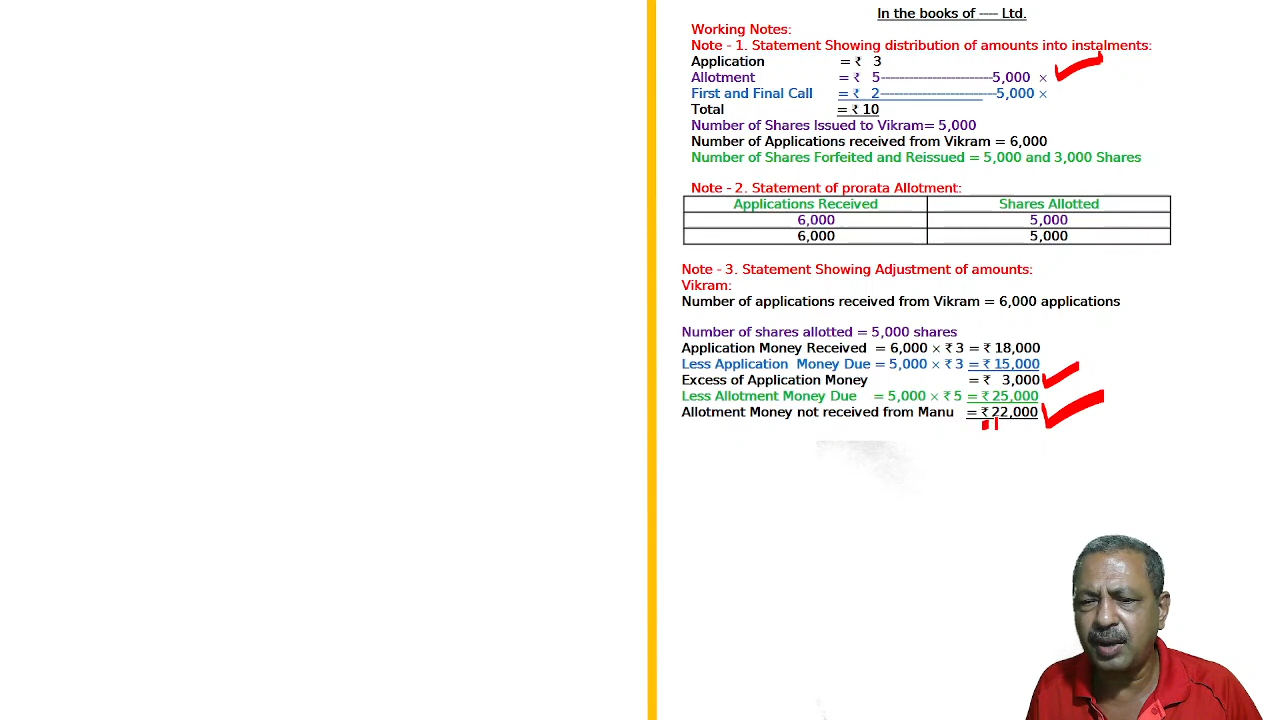 In the books of ---- Ltd.
Working Notes:
Note - 1. Statement Showing distribution of amounts into instalments:
Application = ₹ 3
Allotment = ₹ 5--------------------------5,000 ×
First and Final Call = ₹ 2---------------------------5,000 ×
Total = ₹ 10
Number of Shares Issued to Vikram= 5,000
Number of Applications received from Vikram = 6,000
Number of Shares Forfeited and Reissued = 5,000 and 3,000 Shares
Note - 2. Statement of prorata Allotment:
Applications Received Shares Allotted
6,000 5,000
6,000 5,000
Note - 3. Statement Showing Adjustment of amounts:
Vikram:
Number of applications received from Vikram = 6,000 applications
Number of shares allotted = 5,000 shares
Application Money Received = 6,000 × ₹ 3 = ₹ 18,000
Less Application Money Due = 5,000 × ₹ 3 = ₹ 15,000
Excess of Application Money = ₹ 3,000
Less Allotment Money Due = 5,000 × ₹ 5 = ₹ 25,000
Allotment Money not received from Manu = ₹ 22,000